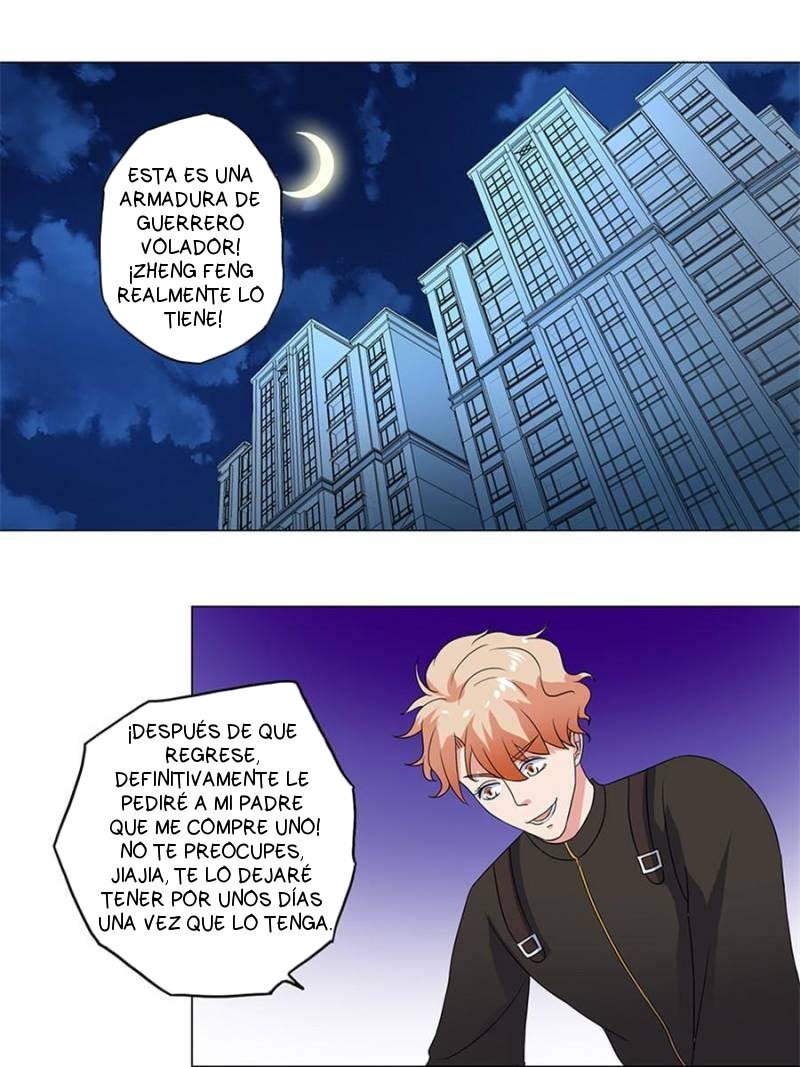 ESTA ES UNA
ARMADURA DE
GUERRERO
VOLADOR!
¡ZHENG FENG
REALMENTE LO
TIENE!
¡DESPUÉS DE QUE
REGRESE,
DEFINITIVAMENTE LE
PEDIRÉ A MI PADRE
QUE ME COMPRE UNO!
NO TE PREOCUPES,
JIAJIA, TE LO DEJARÉ
TENER POR UNOS DÍAS
UNA VEZ QUE LO TENGA.